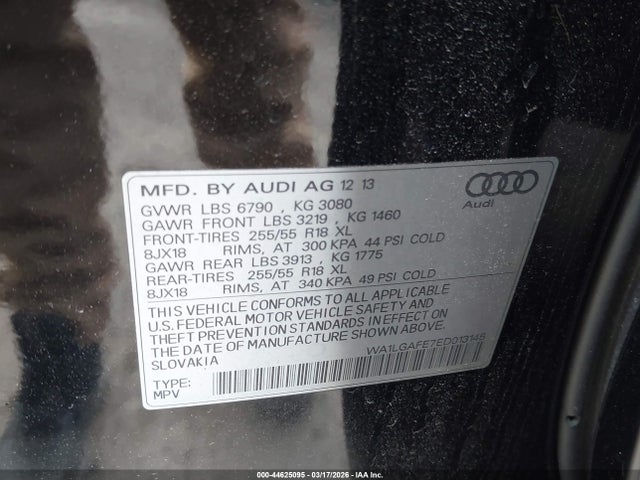 MFD. BY AUDI AG 12 13
GVWR LBS 6790 , KG 3080
GAWR FRONT LBS 3219 , KG 1460
FRONT-TIRES 255/55 R18 XL
8JX18 RIMS, AT 300 KPA 44 PSI COLD
GAWR REAR LBS 3913 , KG 1775
REAR-TIRES 255/55 R18 XL
8JX18 RIMS, AT 340 KPA 49 PSI COLD
THIS VEHICLE CONFORMS TO ALL APPLICABLE
U.S. FEDERAL MOTOR VEHICLE SAFETY, BUMPER AND
THEFT PREVENTION STANDARDS IN EFFECT ON
THE DATE OF MANUFACTURE SHOWN ABOVE.
SLOVAKIA
WA1LGAFE7ED013145
TYPE:
MPV
Audi
000-44625095 - 03/17/2026 - IAA Inc.